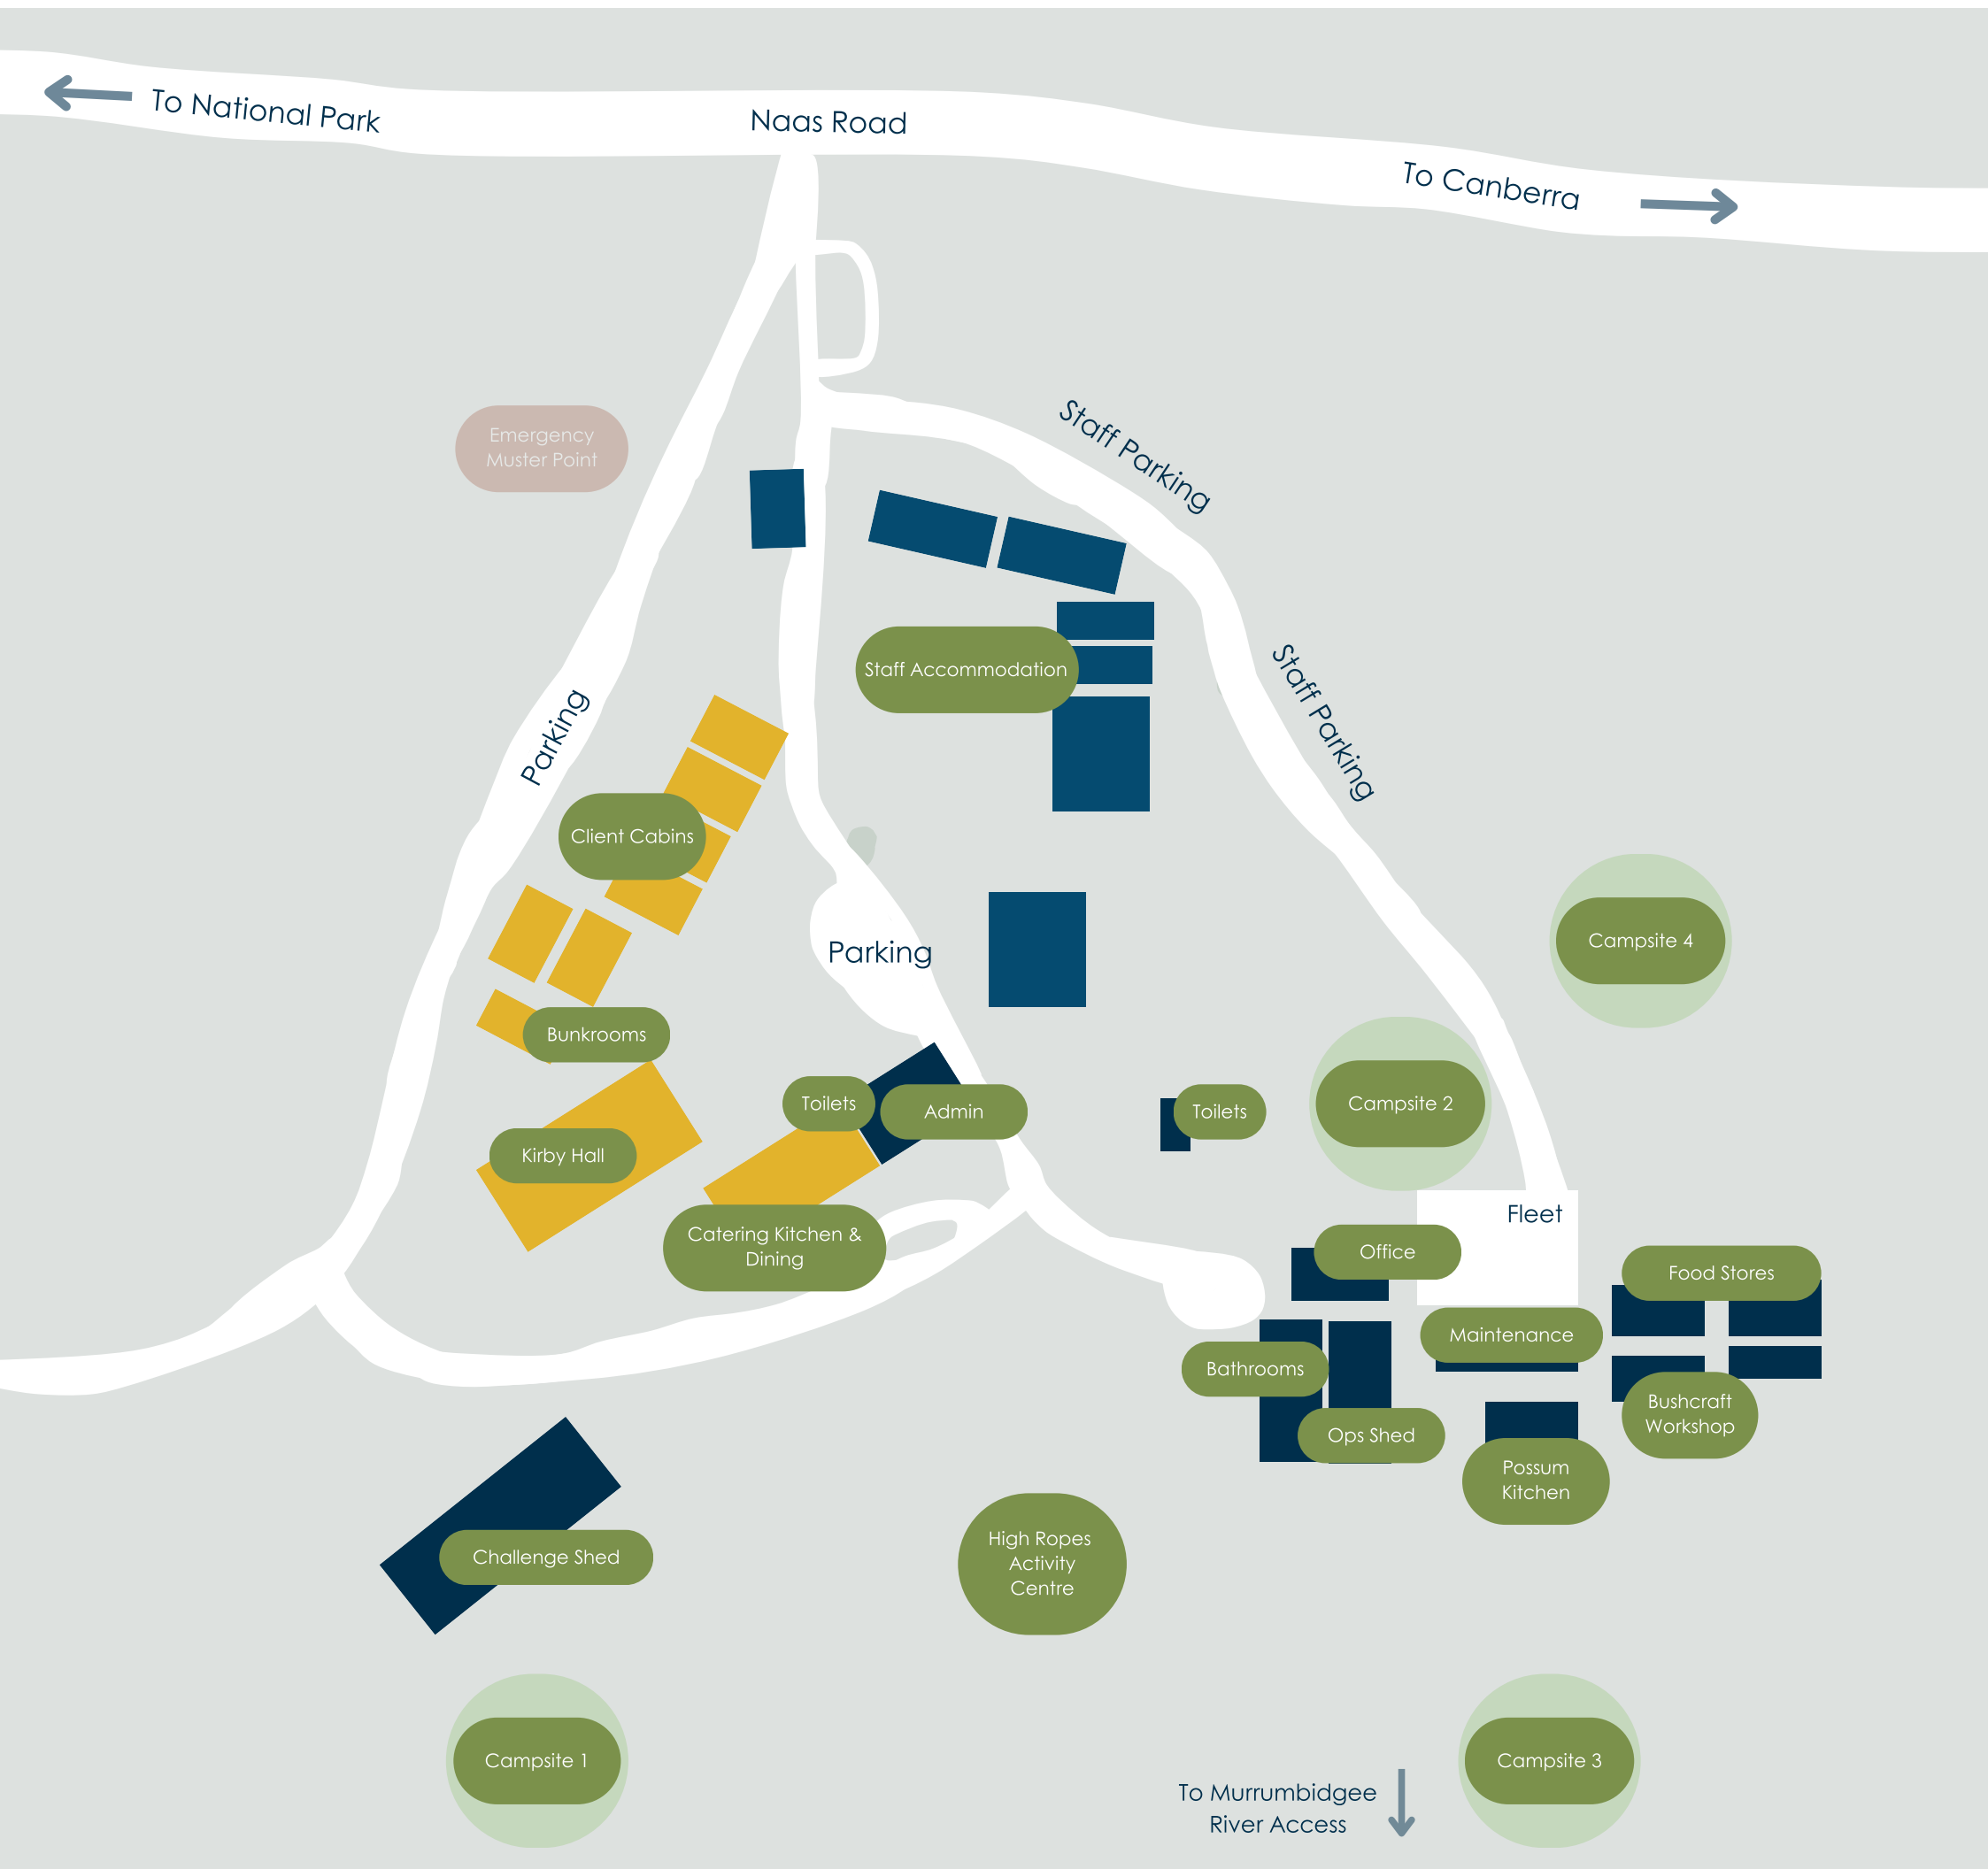 To National Park
Naas Road
To Canberra
Emergency
Muster Point
Staff Parking
Staff Accommodation
Staff Parking
Parking
Client Cabins
Parking
Campsite 4
Bunkrooms
Toilets
Admin
Toilets
Campsite 2
Kirby Hall
Catering Kitchen &
Dining
Fleet
Office
Food Stores
Maintenance
Bathrooms
Bushcraft
Workshop
Ops Shed
Possum
Kitchen
Challenge Shed
High Ropes
Activity
Centre
Campsite 1
Campsite 3
To Murrumbidgee
River Access